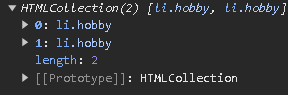 ▼ HTMLCollection(2) [li.hobby, li.hobby]
▶ 0: li.hobby
▶ 1: li.hobby
length: 2
▶ [[Prototype]]: HTMLCollection